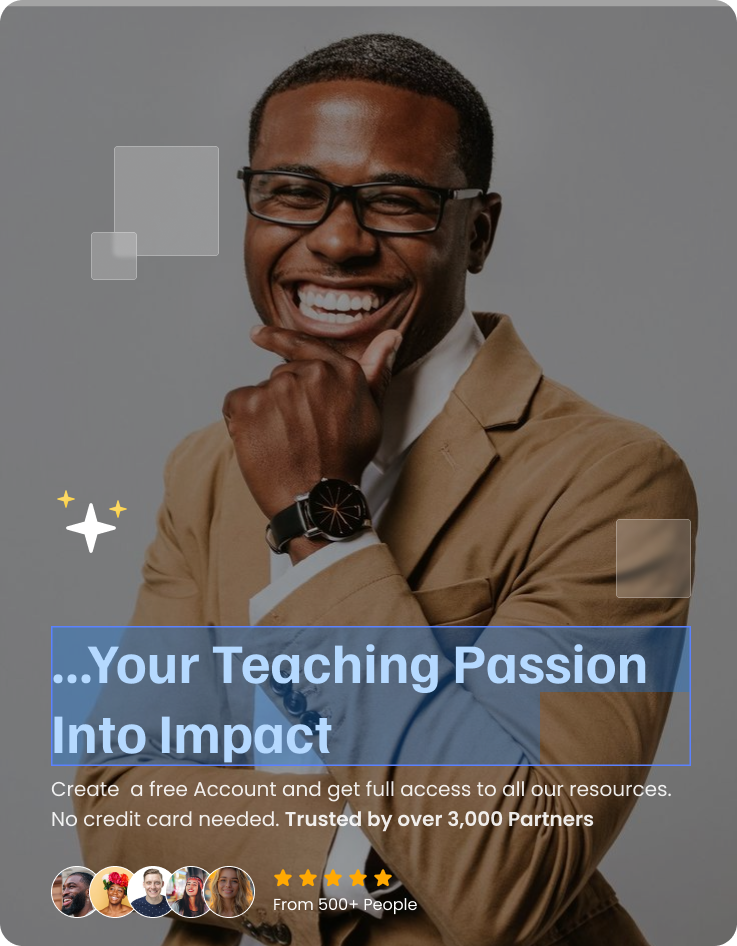 ...Your Teaching Passion
Into Impact
Create a free Account and get full access to all our resources.
No credit card needed. Trusted by over 3,000 Partners
From 500+ People